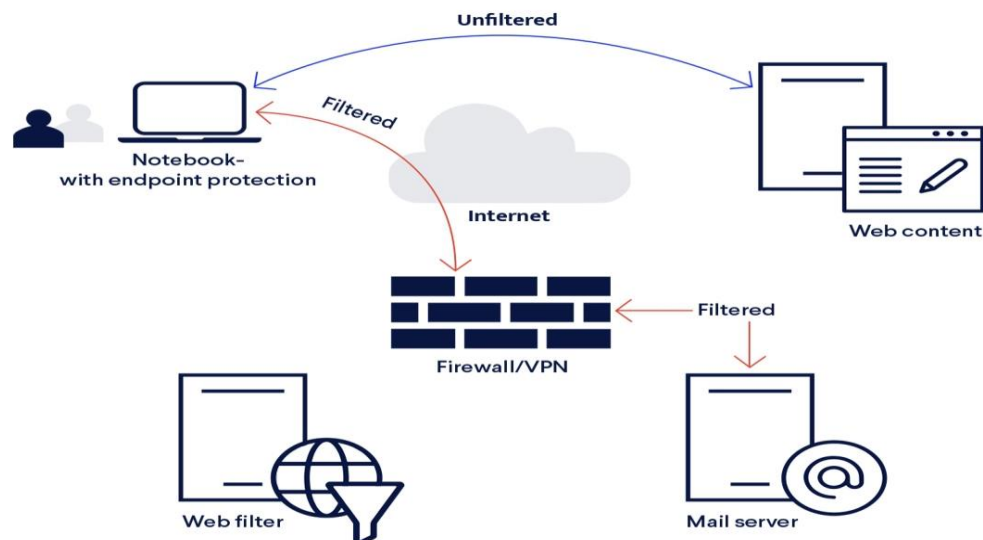 Unfiltered
Filtered
Notebook-
with endpoint protection
Internet
Web content
Filtered
Firewall/VPN
Web filter
Mail server